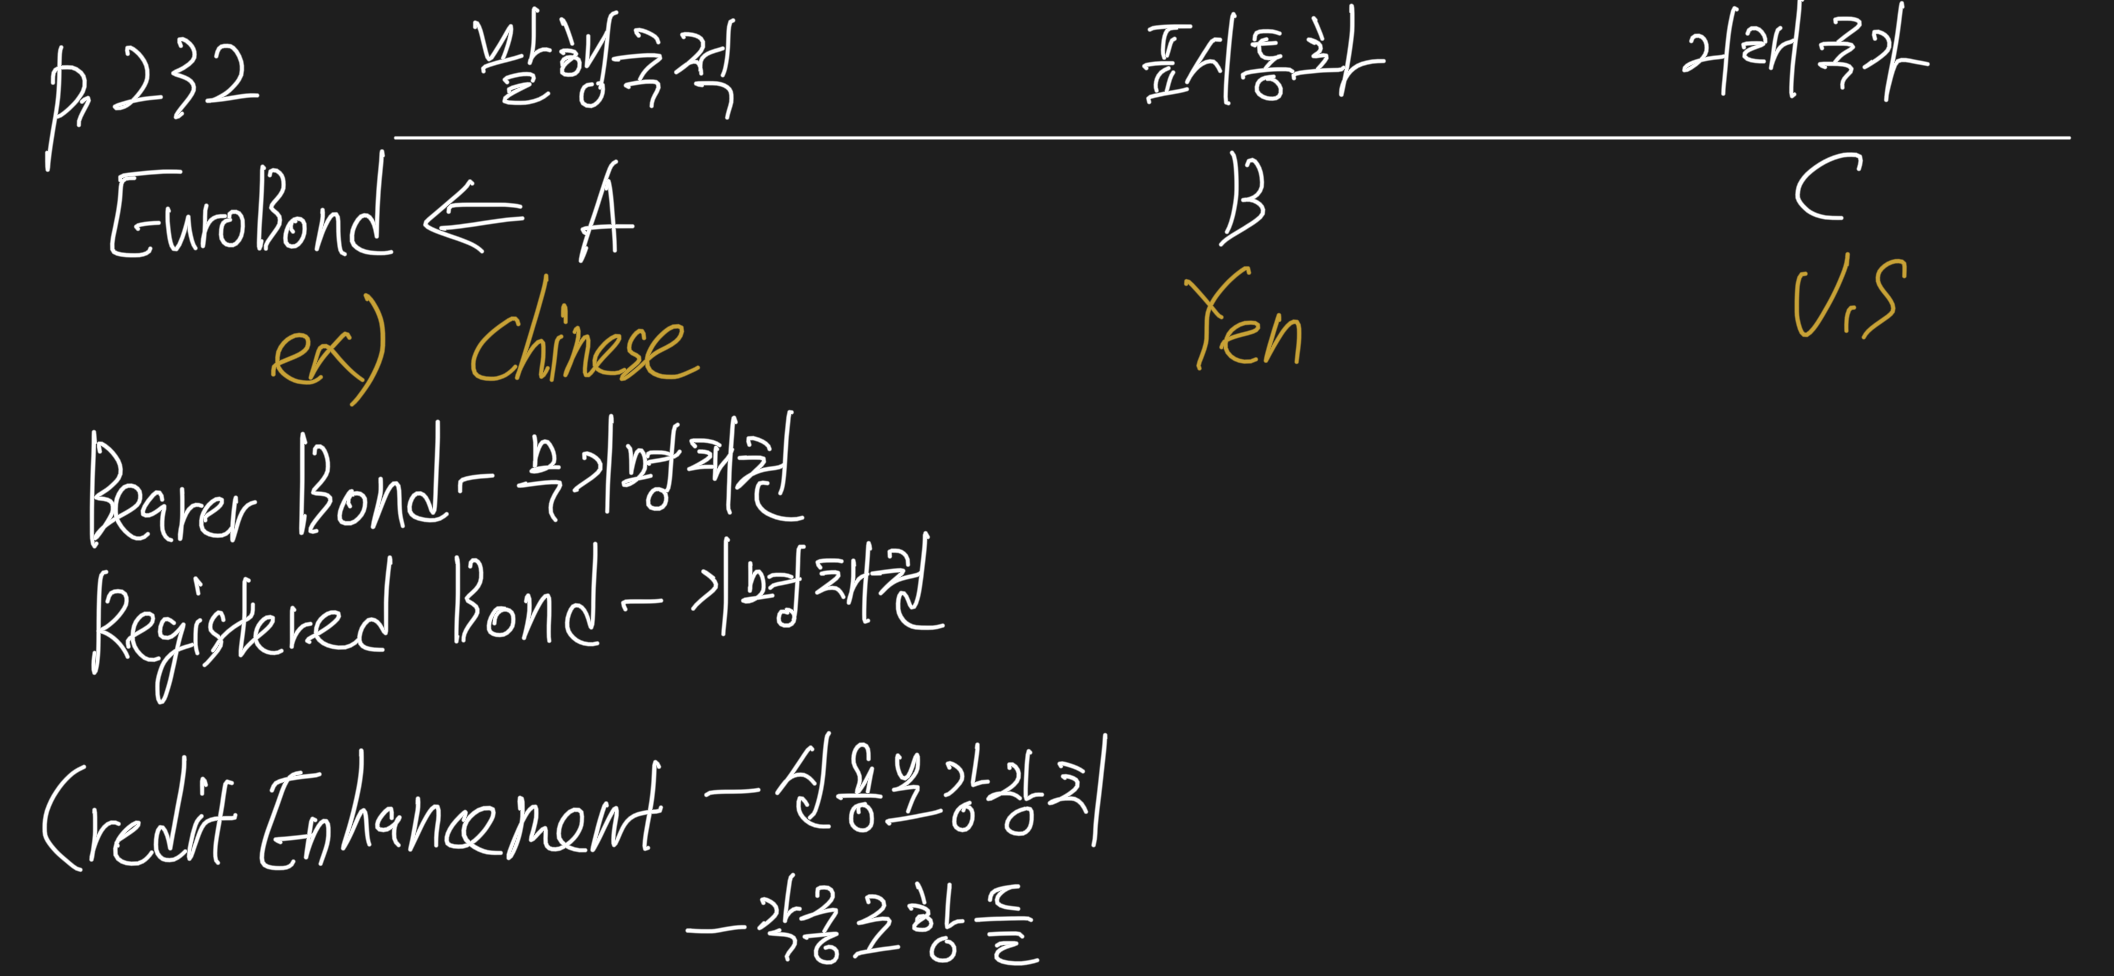 p.232 발행국적 표시통화 거래국가
EuroBond ⇐ A B C
ex) Chinese Yen U.S
Bearer Bond - 무기명채권
Registered Bond - 기명채권
Credit Enhancement - 신용보강장치
- 각종조항들